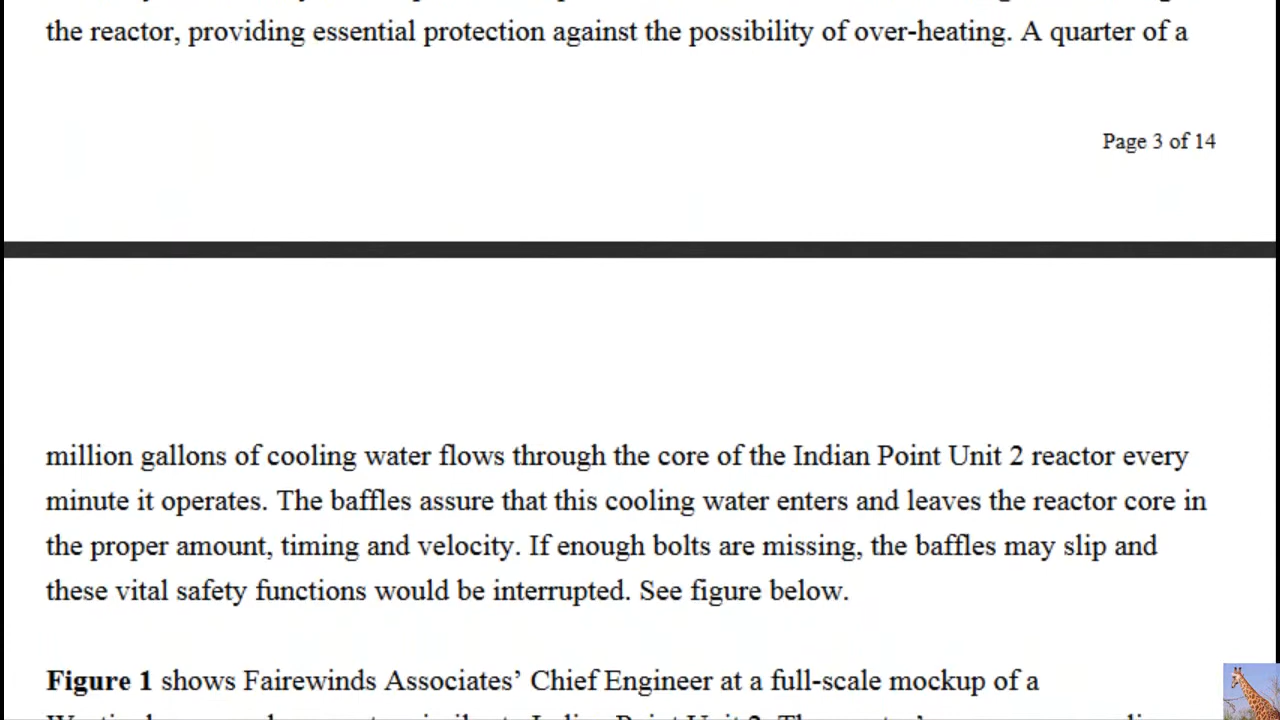 the reactor, providing essential protection against the possibility of over-heating. A quarter of a
Page 3 of 14
million gallons of cooling water flows through the core of the Indian Point Unit 2 reactor every
minute it operates. The baffles assure that this cooling water enters and leaves the reactor core in
the proper amount, timing and velocity. If enough bolts are missing, the baffles may slip and
these vital safety functions would be interrupted. See figure below.
Figure 1 shows Fairewinds Associates’ Chief Engineer at a full-scale mockup of a